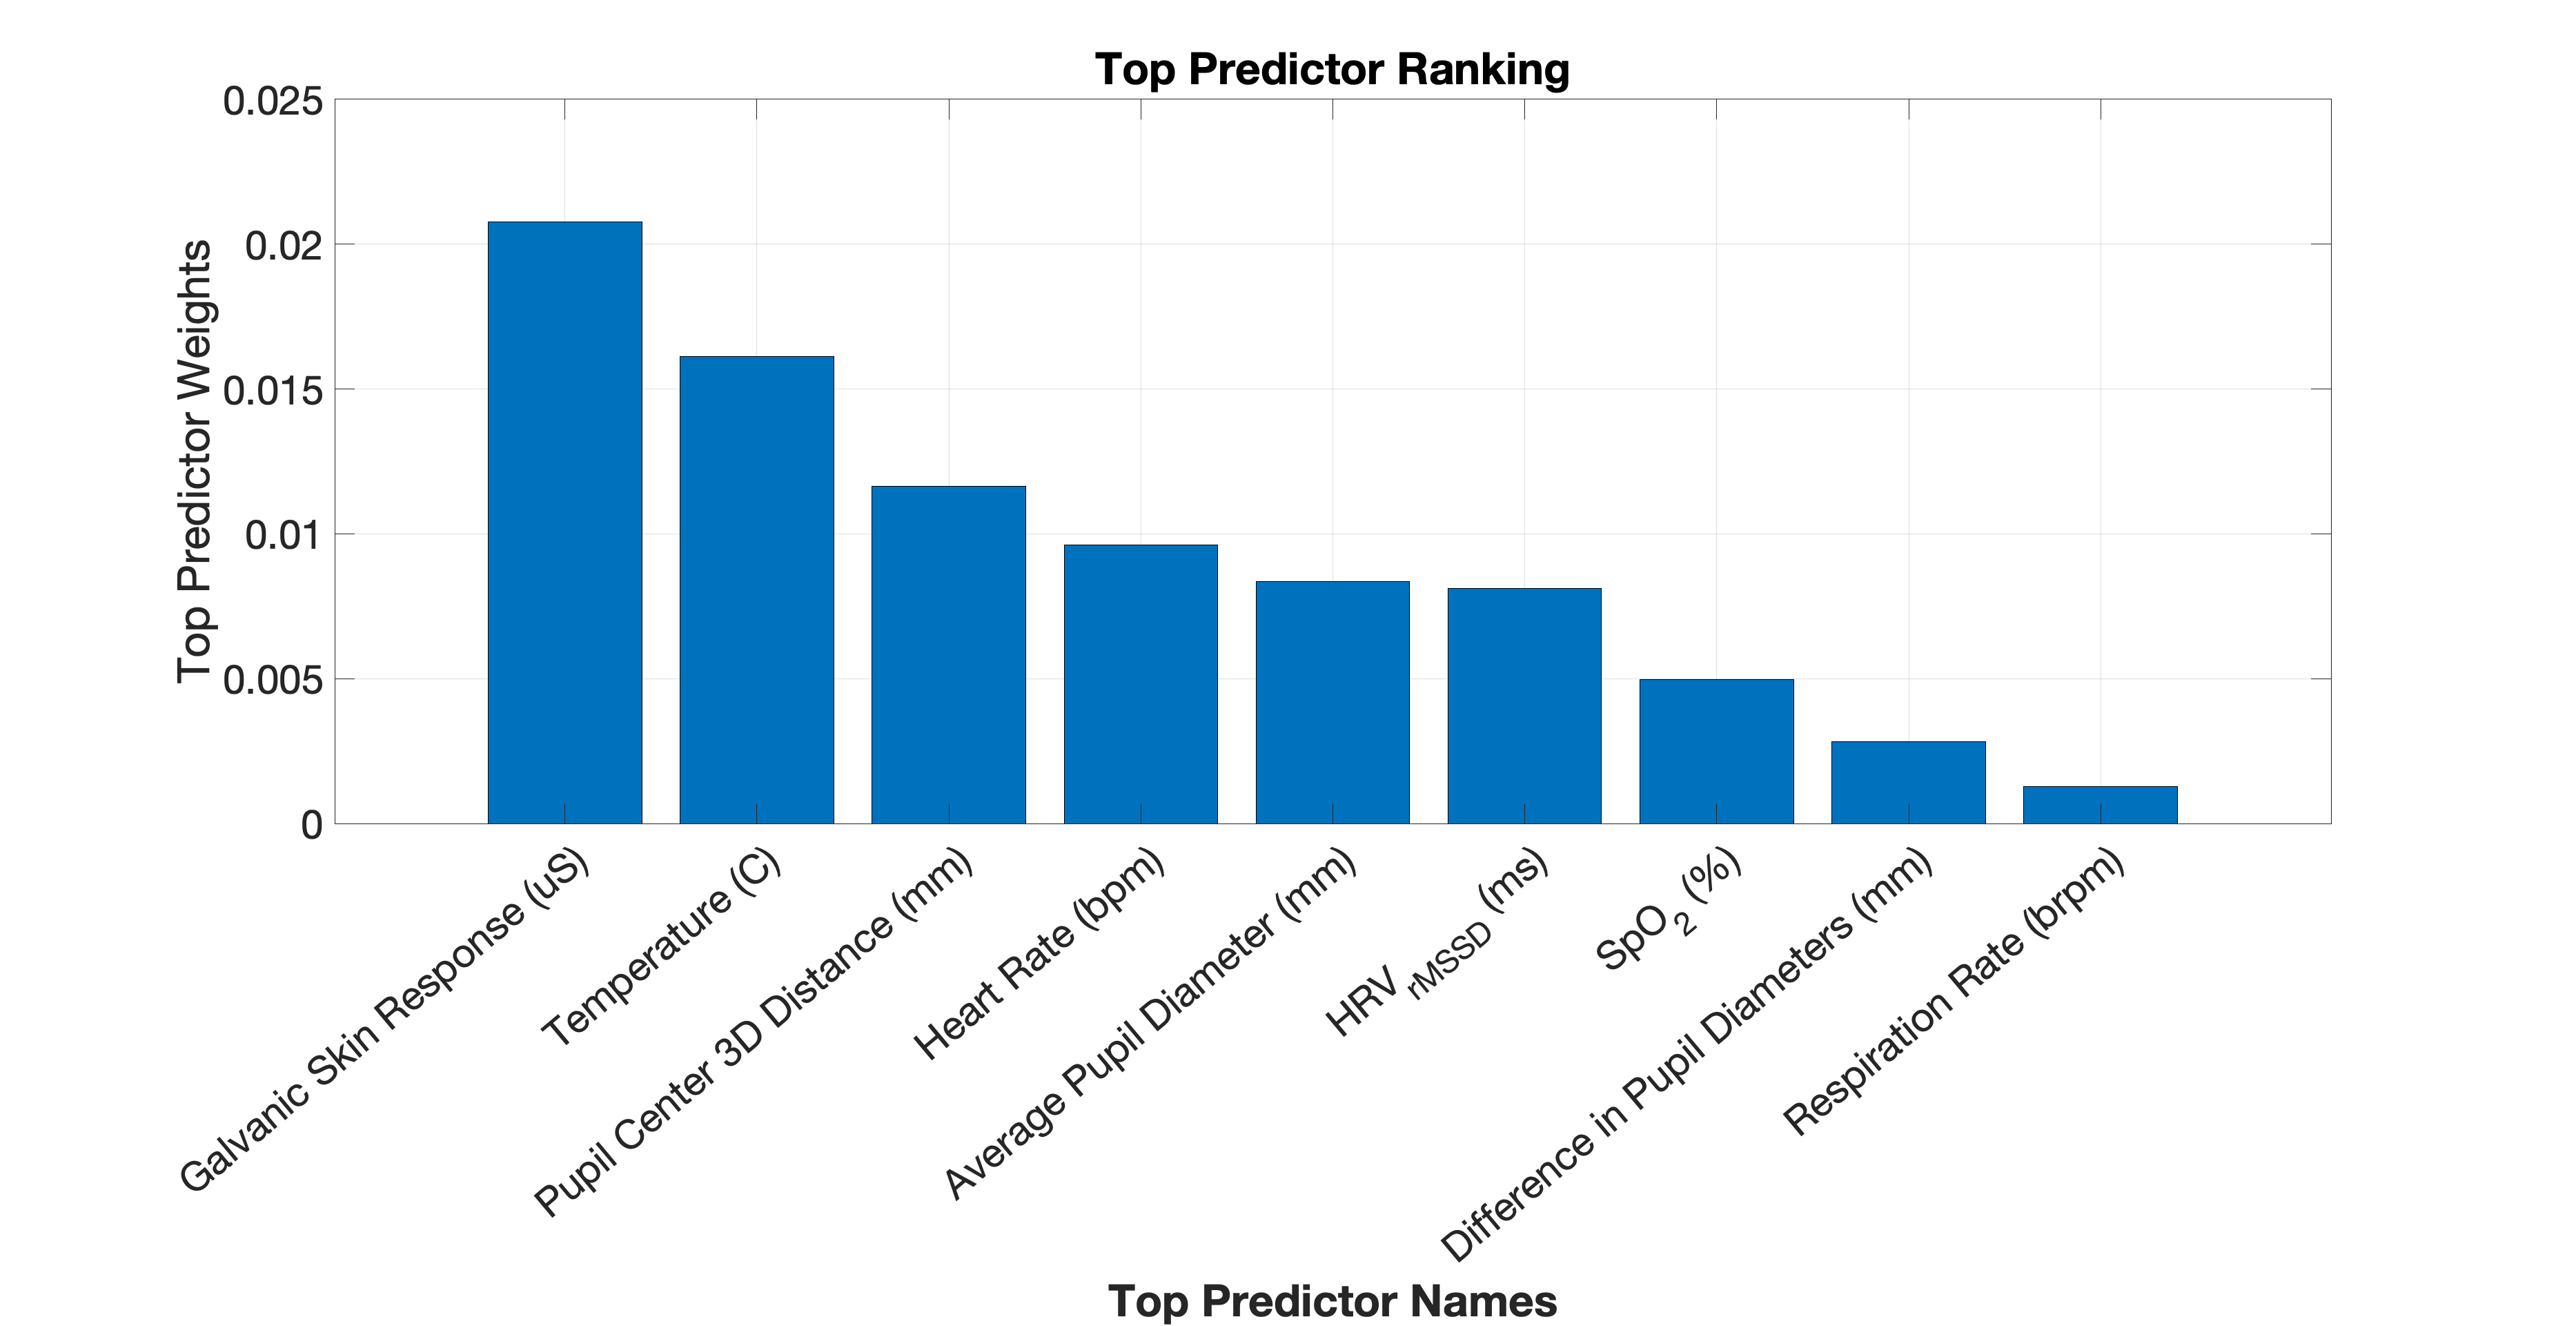 Top Predictor Ranking
Top Predictor Weights
0.025
0.02
0.015
0.01
0.005
0
Galvanic Skin Response (uS)
Temperature (C)
Pupil Center 3D Distance (mm)
Heart Rate (bpm)
Average Pupil Diameter (mm)
HRV rMSSD (ms)
SpO2 (%)
Difference in Pupil Diameters (mm)
Respiration Rate (brpm)
Top Predictor Names